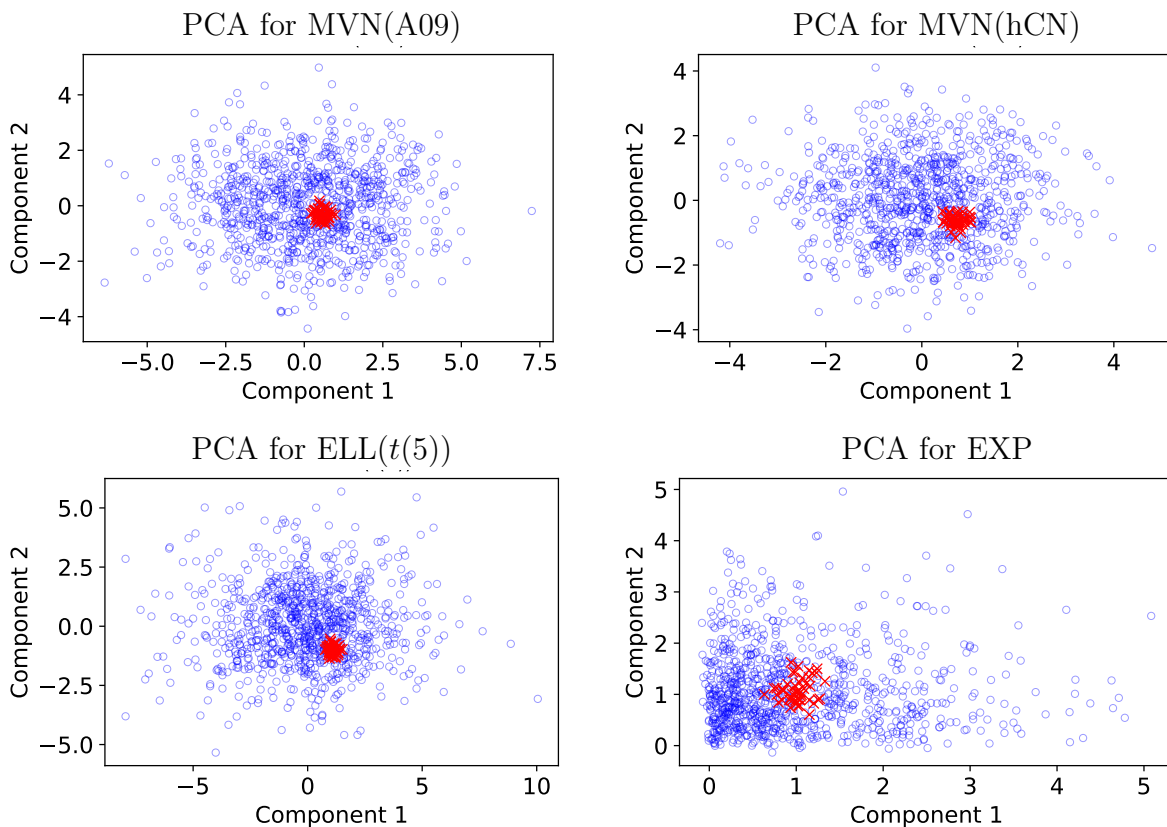 PCA for MVN(A09)
4
2
0
−2
−4
Component 2
−5.0 −2.5 0.0 2.5 5.0 7.5
Component 1
PCA for MVN(hCN)
4
2
0
−2
−4
Component 2
−4 −2 0 2 4
Component 1
PCA for ELL(t(5))
5.0
2.5
0.0
−2.5
−5.0
Component 2
−5 0 5 10
Component 1
PCA for EXP
5
4
3
2
1
0
Component 2
0 1 2 3 4 5
Component 1